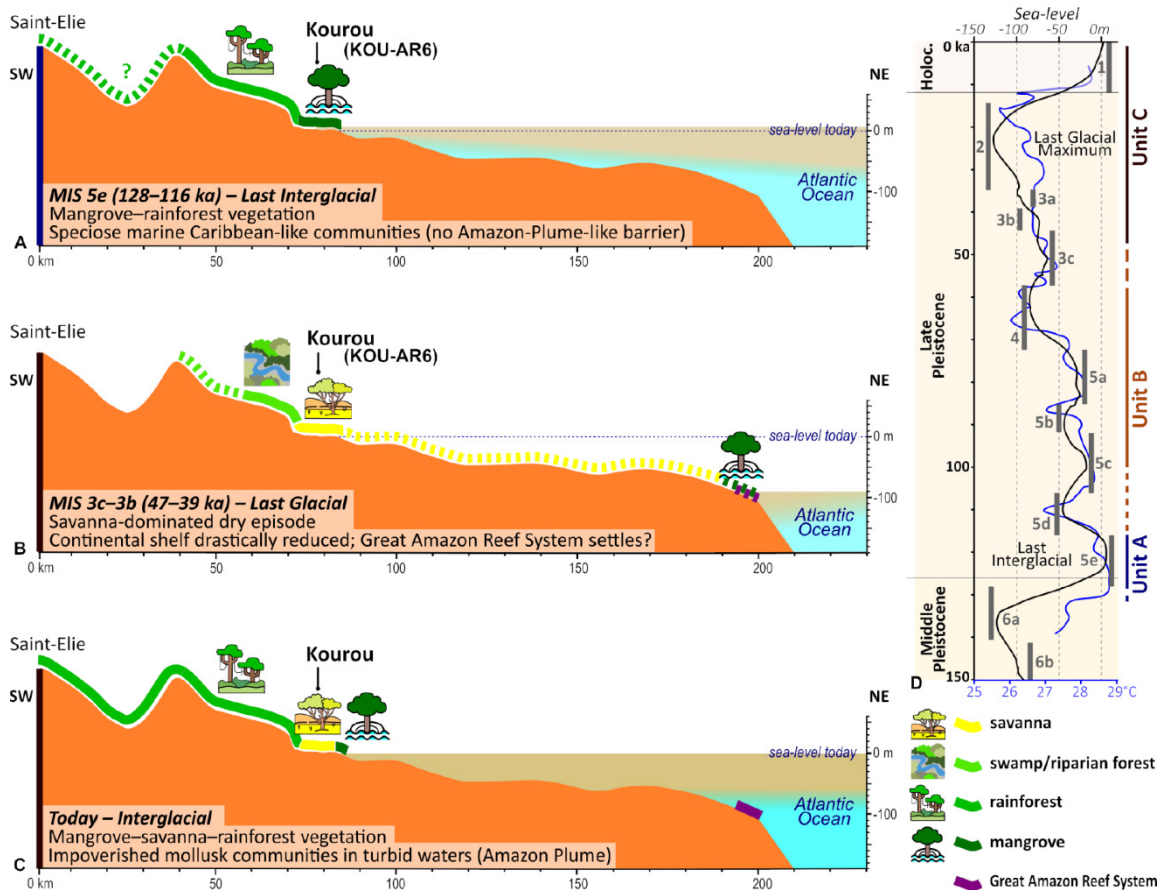 Saint-Elie
Kourou
(KOU-AR6)
SW
NE
?
sea-level today
0 m
-100
Atlantic
Ocean
MIS 5e (128–116 ka) – Last Interglacial
Mangrove–rainforest vegetation
Speciose marine Caribbean-like communities (no Amazon-Plume-like barrier)
A
0 km
50
100
150
200
Saint-Elie
Kourou
(KOU-AR6)
SW
NE
sea-level today
0 m
-100
Atlantic
Ocean
MIS 3c–3b (47–39 ka) – Last Glacial
Savanna-dominated dry episode
Continental shelf drastically reduced; Great Amazon Reef System settles?
B
0 km
50
100
150
200
Saint-Elie
Kourou
SW
NE
sea-level today
0 m
-100
Atlantic
Ocean
Today – Interglacial
Mangrove–savanna–rainforest vegetation
Impoverished mollusk communities in turbid waters (Amazon Plume)
C
0 km
50
100
150
200
Sea-level
-150 -100 -50 0m
0 ka
50
100
150
Holoc.
Late
Pleistocene
Middle
Pleistocene
1
2
Last Glacial
Maximum
3a
3b
3c
4
5a
5b
5c
5d
Last
Interglacial
5e
6a
6b
Unit C
Unit B
Unit A
D
25 26 27 28 29°C
savanna
swamp/riparian forest
rainforest
mangrove
Great Amazon Reef System